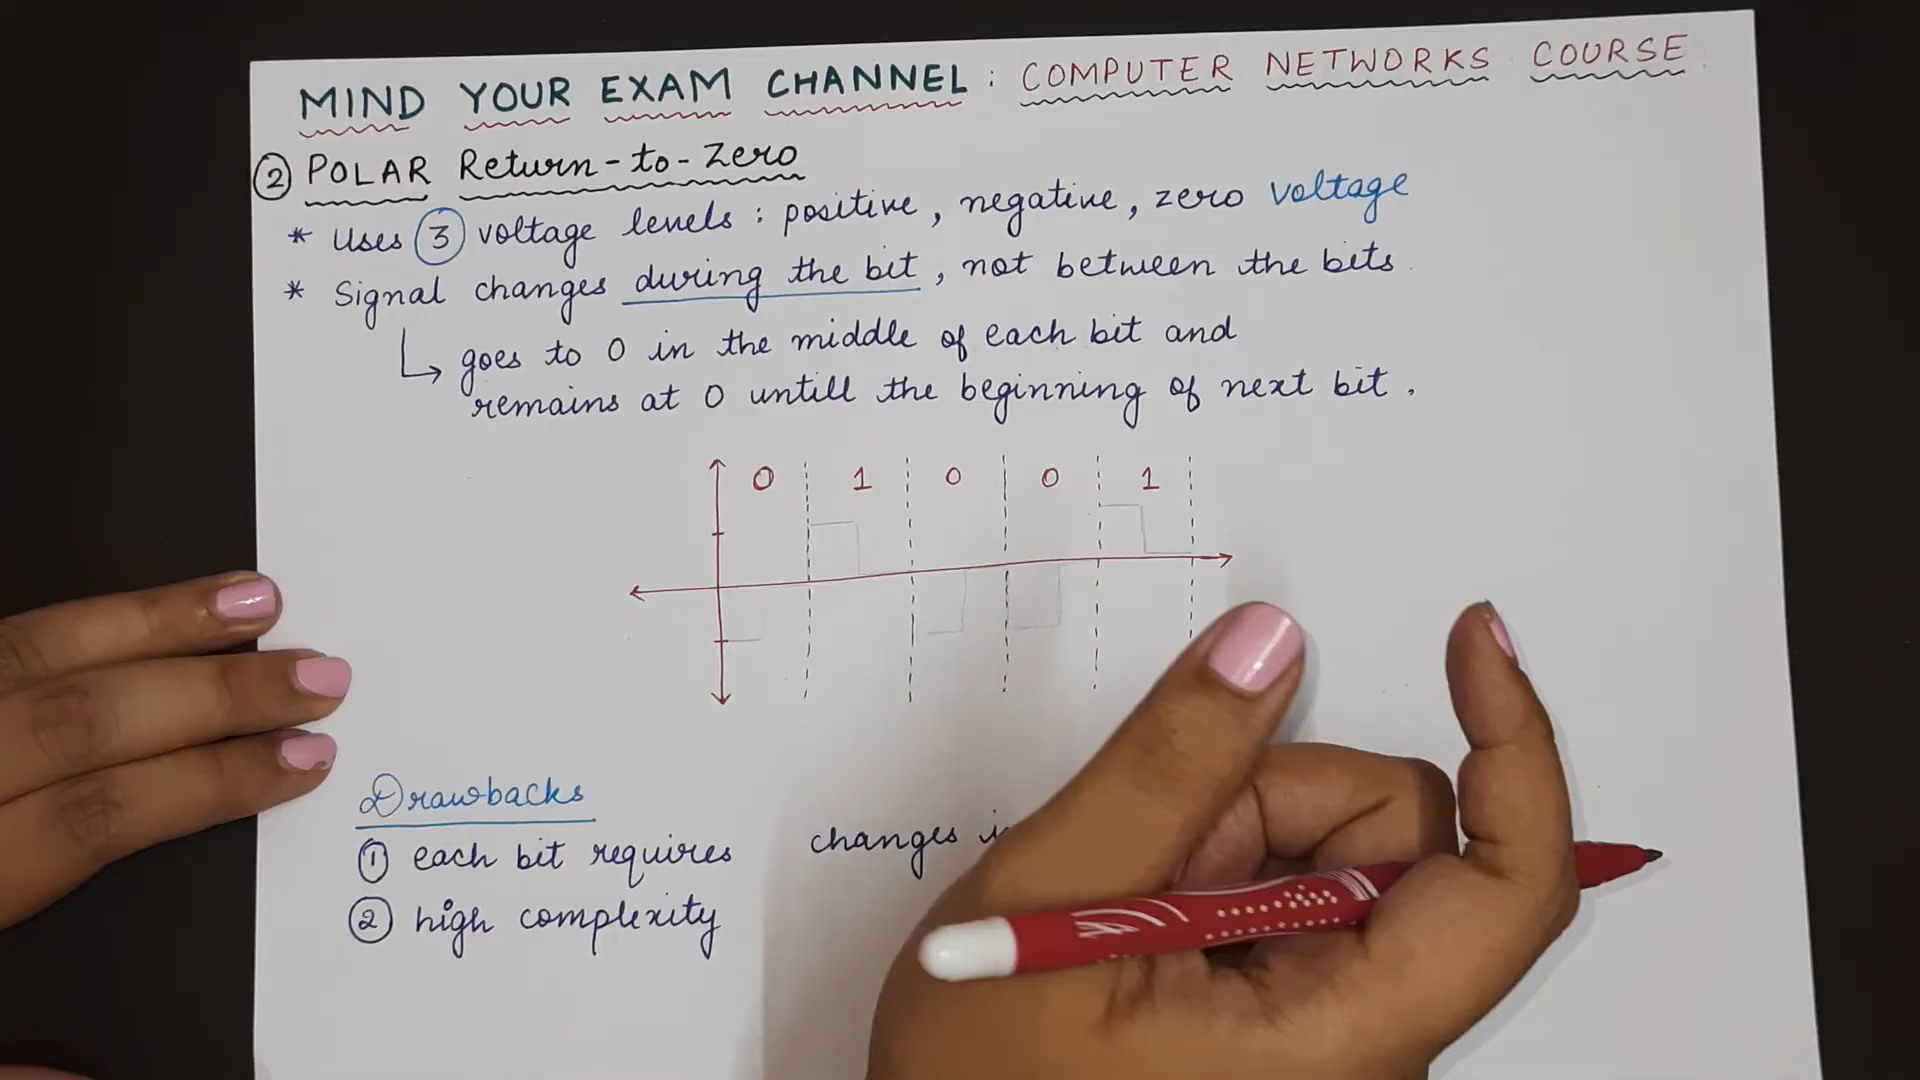 MIND YOUR EXAM CHANNEL : COMPUTER NETWORKS COURSE
② POLAR Return-to-Zero
* Uses ③ voltage levels : positive, negative, zero voltage
* Signal changes during the bit, not between the bits.
↳ goes to 0 in the middle of each bit and
remains at 0 untill the beginning of next bit.
0 1 0 0 1
Drawbacks
① each bit requires changes
② high complexity